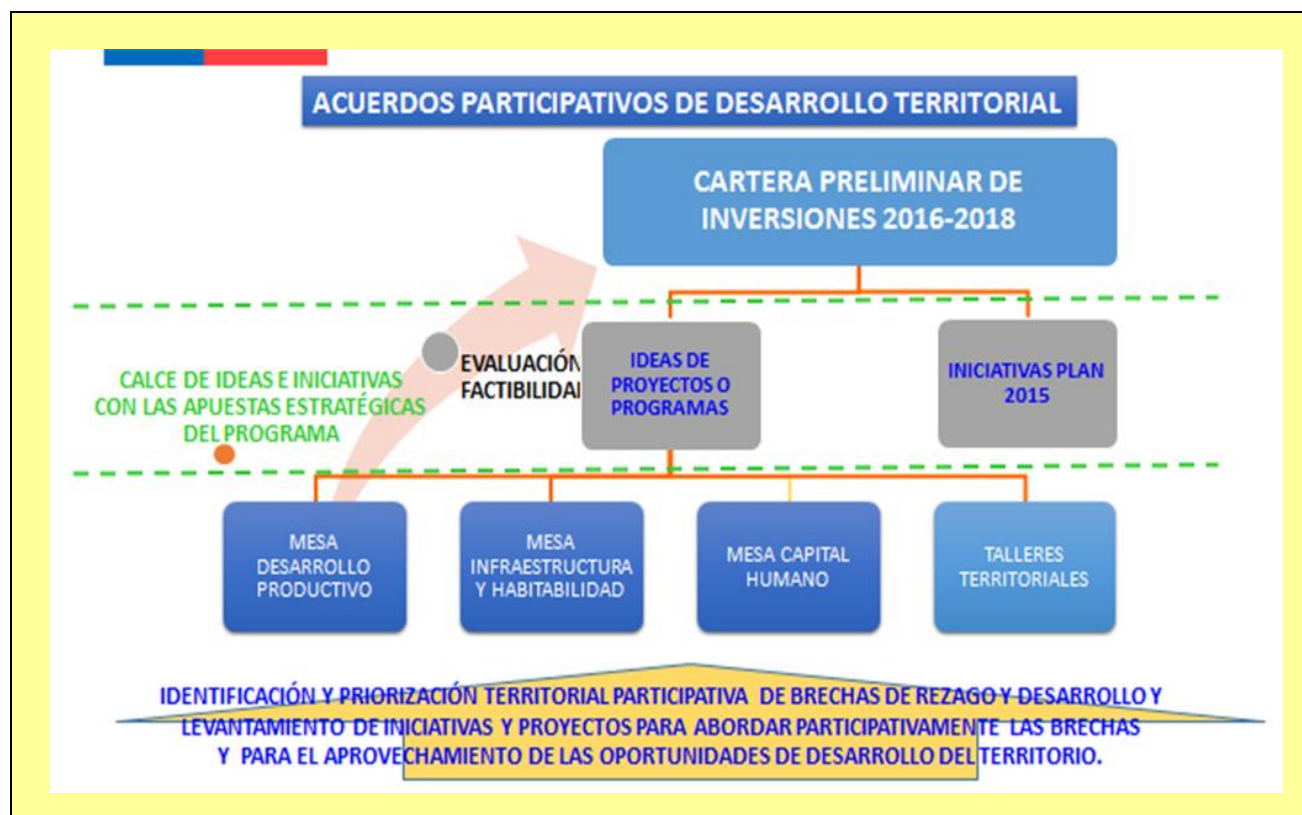 ACUERDOS PARTICIPATIVOS DE DESARROLLO TERRITORIAL
CARTERA PRELIMINAR DE
INVERSIONES 2016-2018
CALCE DE IDEAS E INICIATIVAS
CON LAS APUESTAS ESTRATÉGICAS
DEL PROGRAMA
EVALUACIÓN
FACTIBILIDA
IDEAS DE
PROYECTOS O
PROGRAMAS
INICIATIVAS PLAN
2015
MESA
DESARROLLO
PRODUCTIVO
MESA
INFRAESTRUCTURA
Y HABITABILIDAD
MESA CAPITAL
HUMANO
TALLERES
TERRITORIALES
IDENTIFICACIÓN Y PRIORIZACIÓN TERRITORIAL PARTICIPATIVA DE BRECHAS DE REZAGO Y DESARROLLO Y
LEVANTAMIENTO DE INICIATIVAS Y PROYECTOS PARA ABORDAR PARTICIPATIVAMENTE LAS BRECHAS
Y PARA EL APROVECHAMIENTO DE LAS OPORTUNIDADES DE DESARROLLO DEL TERRITORIO.